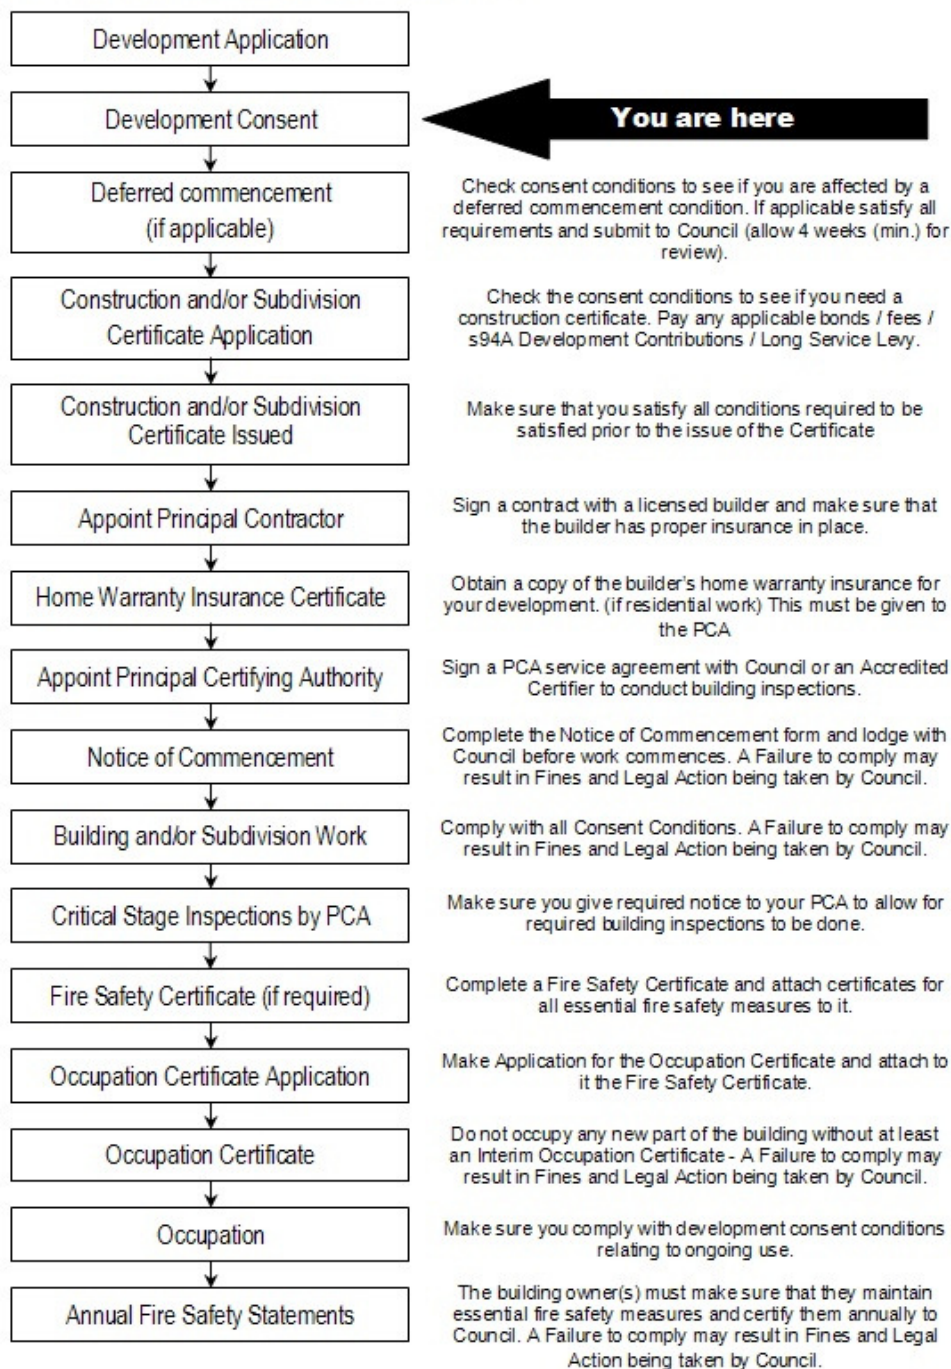 Development Application
Development Consent
You are here
Deferred commencement
(if applicable)
Check consent conditions to see if you are affected by a
deferred commencement condition. If applicable satisfy all
requirements and submit to Council (allow 4 weeks (min.) for
review).
Construction and/or Subdivision
Certificate Application
Check the consent conditions to see if you need a
construction certificate. Pay any applicable bonds / fees /
s94A Development Contributions / Long Service Levy.
Construction and/or Subdivision
Certificate Issued
Make sure that you satisfy all conditions required to be
satisfied prior to the issue of the Certificate
Appoint Principal Contractor
Sign a contract with a licensed builder and make sure that
the builder has proper insurance in place.
Home Warranty Insurance Certificate
Obtain a copy of the builder's home warranty insurance for
your development. (if residential work) This must be given to
the PCA
Appoint Principal Certifying Authority
Sign a PCA service agreement with Council or an Accredited
Certifier to conduct building inspections.
Notice of Commencement
Complete the Notice of Commencement form and lodge with
Council before work commences. A Failure to comply may
result in Fines and Legal Action being taken by Council.
Building and/or Subdivision Work
Comply with all Consent Conditions. A Failure to comply may
result in Fines and Legal Action being taken by Council.
Critical Stage Inspections by PCA
Make sure you give required notice to your PCA to allow for
required building inspections to be done.
Fire Safety Certificate (if required)
Complete a Fire Safety Certificate and attach certificates for
all essential fire safety measures to it.
Occupation Certificate Application
Make Application for the Occupation Certificate and attach to
it the Fire Safety Certificate.
Occupation Certificate
Do not occupy any new part of the building without at least
an Interim Occupation Certificate - A Failure to comply may
result in Fines and Legal Action being taken by Council.
Occupation
Make sure you comply with development consent conditions
relating to ongoing use.
Annual Fire Safety Statements
The building owner(s) must make sure that they maintain
essential fire safety measures and certify them annually to
Council. A Failure to comply may result in Fines and Legal
Action being taken by Council.